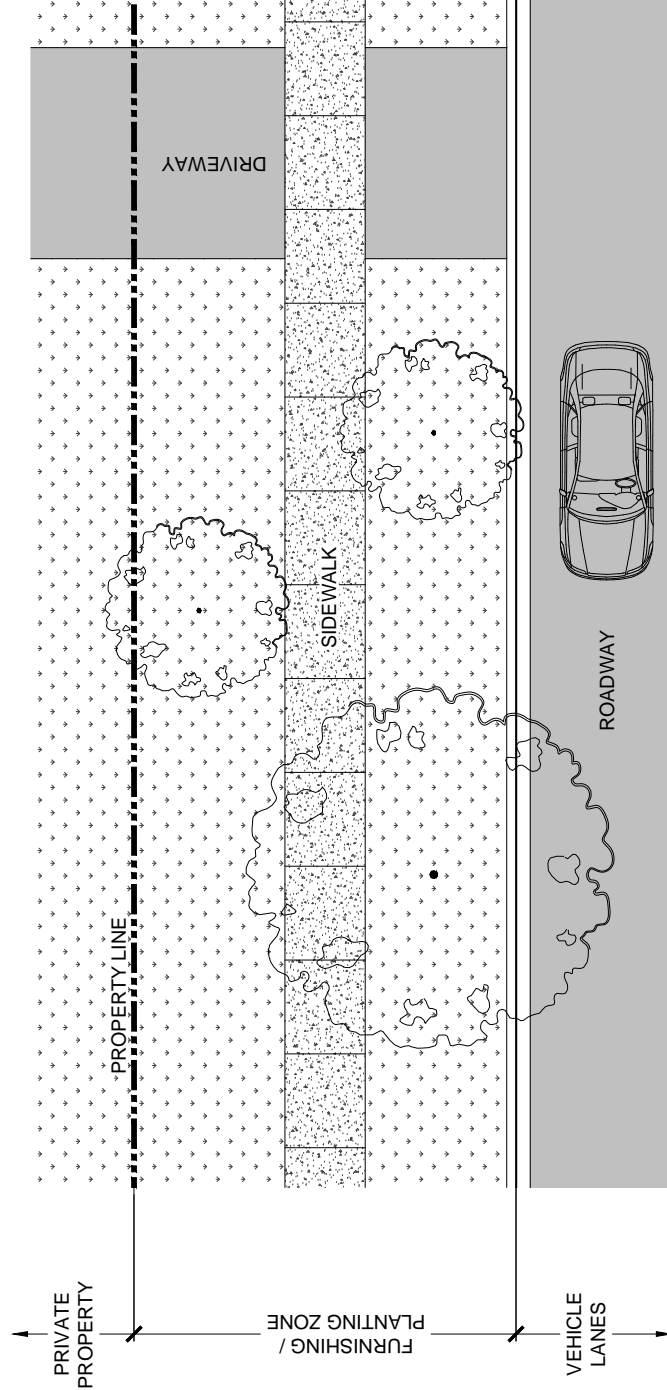 DRIVEWAY
SIDEWALK
ROADWAY
PROPERTY LINE
PRIVATE
PROPERTY
FURNISHING /
PLANTING ZONE
VEHICLE
LANES